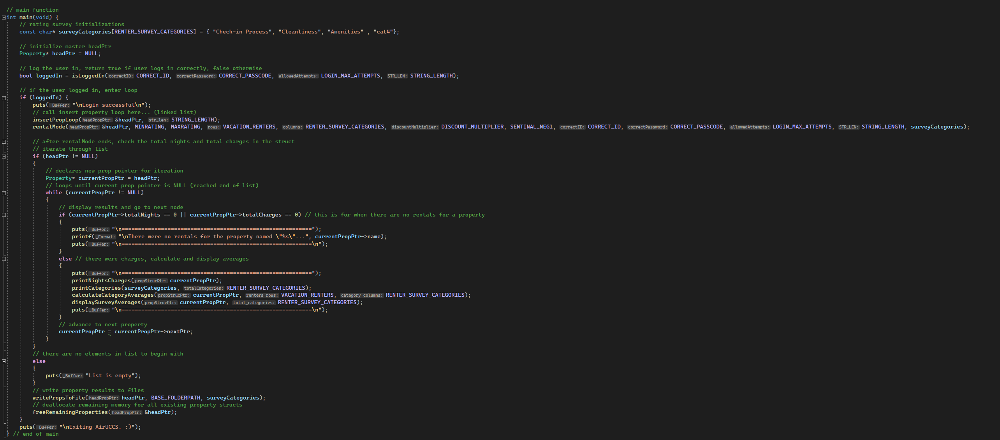 // main function
int main(void) {
// rating survey initializations
const char* surveyCategories[RENTER_SURVEY_CATEGORIES] = { "Check-in Process", "Cleanliness", "Amenities" , "cat4"};
// initialize master headPtr
Property* headPtr = NULL;
// log the user in, return true if user logs in correctly, false otherwise
bool loggedIn = isLoggedIn(correctID: CORRECT_ID, correctPassword: CORRECT_PASSCODE, allowedAttempts: LOGIN_MAX_ATTEMPTS, STR_LEN: STRING_LENGTH);
// if the user logged in, enter loop
if (loggedIn) {
puts(_Buffer: "\nLogin successful\n");
// call insert property loop here... (linked list)
insertPropLoop(headPropPtr: &headPtr, str_len: STRING_LENGTH);
rentalMode(headPropPtr: &headPtr, MINRATING, MAXRATING, rows: VACATION_RENTERS, columns: RENTER_SURVEY_CATEGORIES, discountMultiplier: DISCOUNT_MULTIPLIER, SENTINAL_NEG1, correctID: CORRECT_ID, correctPassword: CORRECT_PASSCODE, allowedAttempts: LOGIN_MAX_ATTEMPTS, STR_LEN: STRING_LENGTH, surveyCategories);
// after rentalMode ends, check the total nights and total charges in the struct
// iterate through list
if (headPtr != NULL)
{
// declares new prop pointer for iteration
Property* currentPropPtr = headPtr;
// loops until current prop pointer is NULL (reached end of list)
while (currentPropPtr != NULL)
{
// display results and go to next node
if (currentPropPtr->totalNights == 0 || currentPropPtr->totalCharges == 0) // this is for when there are no rentals for a property
{
puts(_Buffer: "\n==========================================================");
printf(_Format: "\nThere were no rentals for the property named \"%s\"...", currentPropPtr->name);
puts(_Buffer: "\n==========================================================\n");
}
else // there were charges, calculate and display averages
{
puts(_Buffer: "\n==========================================================");
printNightsCharges(propStrucPtr: currentPropPtr);
printCategories(surveyCategories, totalCategories: RENTER_SURVEY_CATEGORIES);
calculateCategoryAverages(propStrucPtr: currentPropPtr, renters_rows: VACATION_RENTERS, category_columns: RENTER_SURVEY_CATEGORIES);
displaySurveyAverages(propStrucPtr: currentPropPtr, total_categories: RENTER_SURVEY_CATEGORIES);
puts(_Buffer: "\n==========================================================\n");
}
// advance to next property
currentPropPtr = currentPropPtr->nextPtr;
}
}
// there are no elements in list to begin with
else
{
puts(_Buffer: "List is empty");
}
// write property results to files
writePropsToFile(headPropPtr: headPtr, BASE_FOLDERPATH, surveyCategories);
// deallocate remaining memory for all existing property structs
freeRemainingProperties(headPropPtr: &headPtr);
}
puts(_Buffer: "\nExiting AirUCCS. :)");
} // end of main